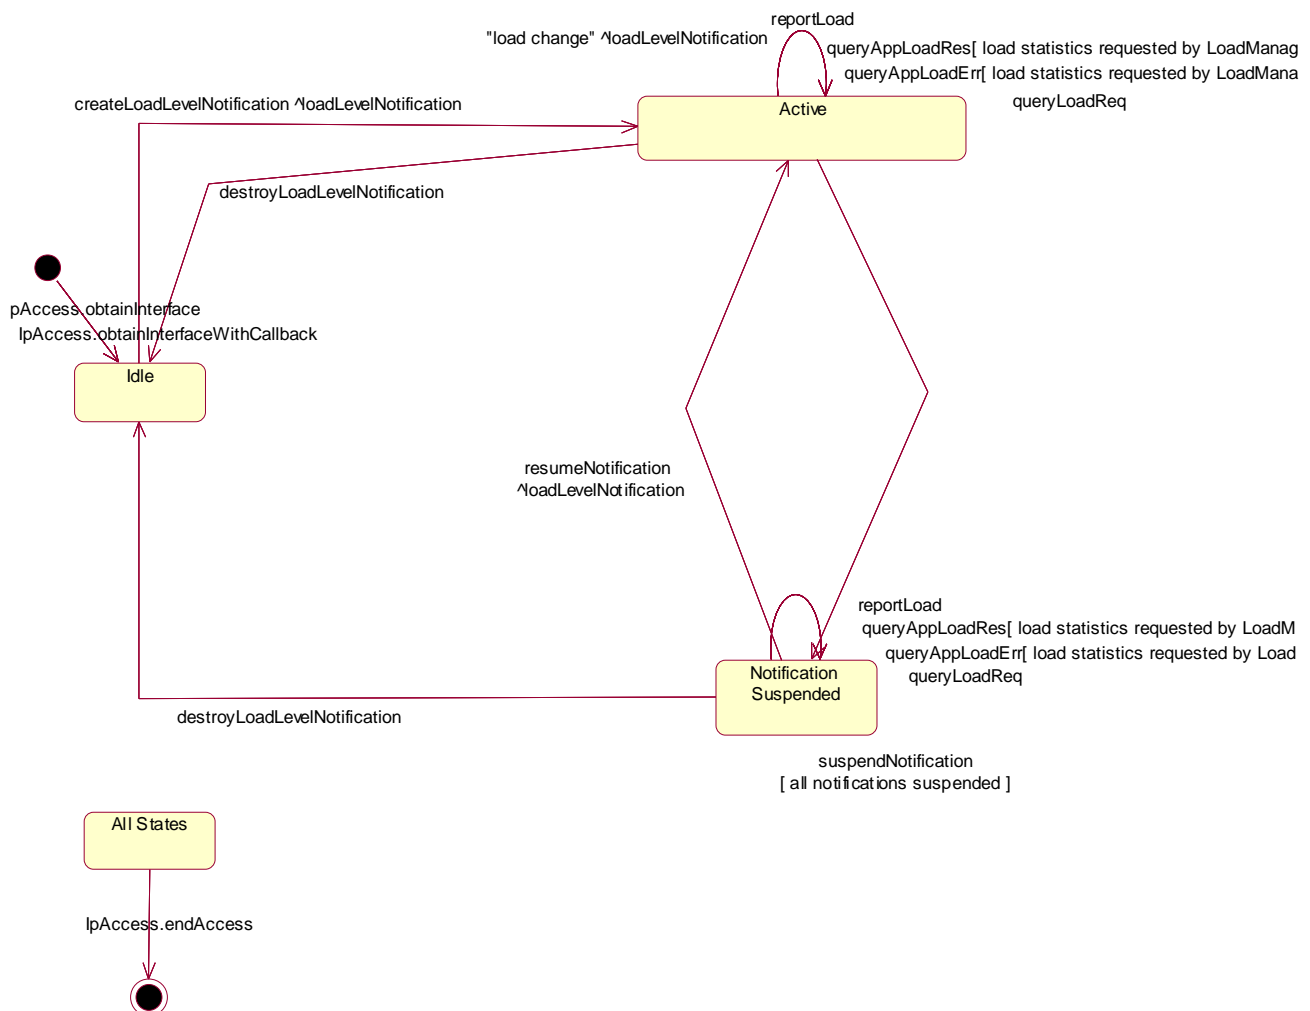 reportLoad
"load change" ^loadLevelNotification
queryAppLoadRes[ load statistics requested by LoadManag
queryAppLoadErr[ load statistics requested by LoadMana
queryLoadReq
createLoadLevelNotification ^loadLevelNotification
Active
destroyLoadLevelNotification
pAccess.obtainInterface
IpAccess.obtainInterfaceWithCallback
Idle
resumeNotification
^loadLevelNotification
reportLoad
queryAppLoadRes[ load statistics requested by LoadM
queryAppLoadErr[ load statistics requested by Load
queryLoadReq
Notification
Suspended
destroyLoadLevelNotification
suspendNotification
[ all notifications suspended ]
All States
IpAccess.endAccess